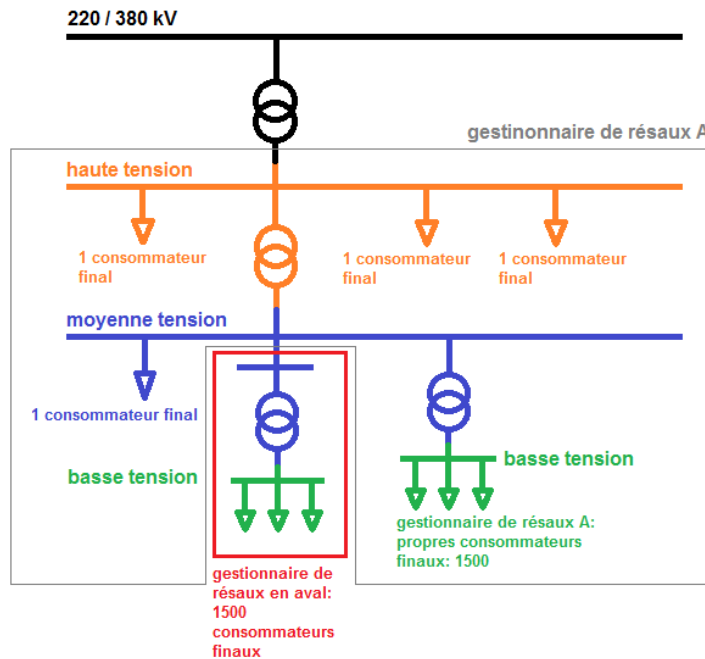 220 / 380 kV
gestinonnaire de résaux A
haute tension
1 consommateur
final
1 consommateur
final
1 consommateur
final
moyenne tension
1 consommateur final
basse tension
basse tension
gestionnaire de résaux A:
propres consommateurs
finaux: 1500
gestionnaire de
résaux en aval:
1500
consommateurs
finaux